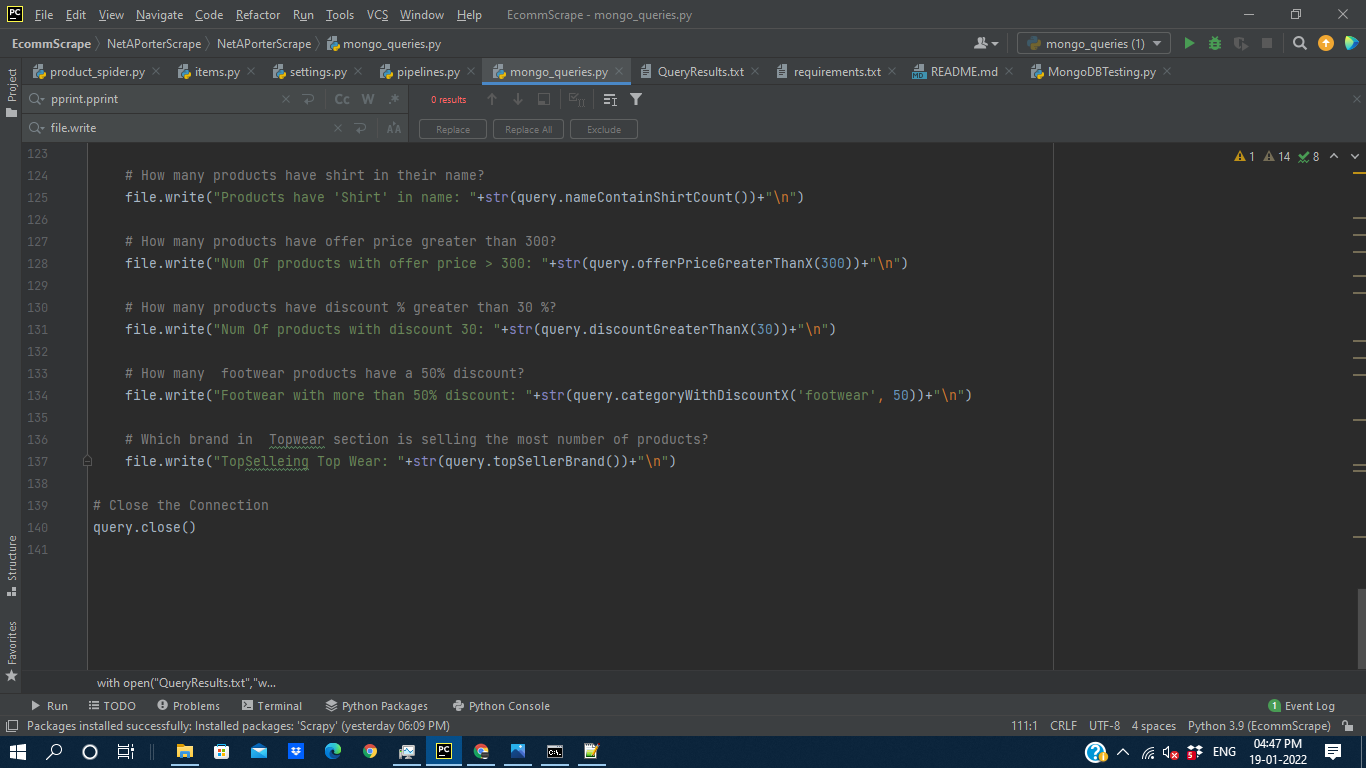 PC File Edit View Navigate Code Refactor Run Tools VCS Window Help EcommScrape - mongo_queries.py
EcommScrape NetAPorterScrape NetAPorterScrape mongo_queries.py mongo_queries (1)
product_spider.py items.py settings.py pipelines.py mongo_queries.py QueryResults.txt requirements.txt README.md MongoDBTesting.py
Project
pprint.pprint Cc W .* 0 results
file.write AA Replace Replace All Exclude
1 14 8
123
124 # How many products have shirt in their name?
125 file.write("Products have 'Shirt' in name: "+str(query.nameContainShirtCount())+"\n")
126
127 # How many products have offer price greater than 300?
128 file.write("Num Of products with offer price > 300: "+str(query.offerPriceGreaterThanX(300))+"\n")
129
130 # How many products have discount % greater than 30 %?
131 file.write("Num Of products with discount 30: "+str(query.discountGreaterThanX(30))+"\n")
132
133 # How many  footwear products have a 50% discount?
134 file.write("Footwear with more than 50% discount: "+str(query.categoryWithDiscountX('footwear', 50))+"\n")
135
136 # Which brand in  Topwear section is selling the most number of products?
137 file.write("TopSelleing Top Wear: "+str(query.topSellerBrand())+"\n")
138
139 # Close the Connection
140 query.close()
141
Structure
Favorites
with open("QueryResults.txt","w...
Run TODO Problems Terminal Python Packages Python Console 1 Event Log
Packages installed successfully: Installed packages: 'Scrapy' (yesterday 06:09 PM) 111:1 CRLF UTF-8 4 spaces Python 3.9 (EcommScrape)
PC ENG 04:47 PM
19-01-2022